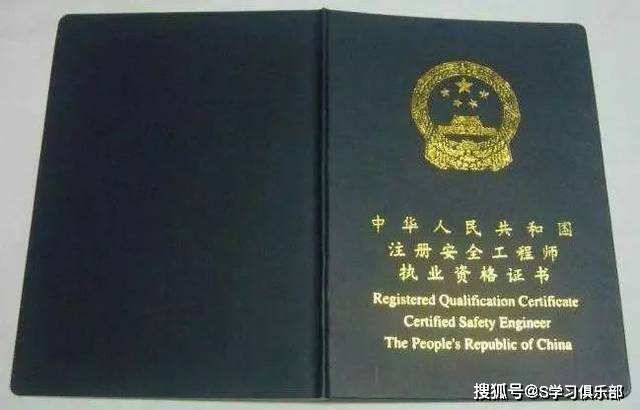 中华人民共和国
注册安全工程师
执业资格证书
Registered Qualification Certificate
Certified Safety Engineer
The People's Republic of China
搜狐号@S学习俱乐部